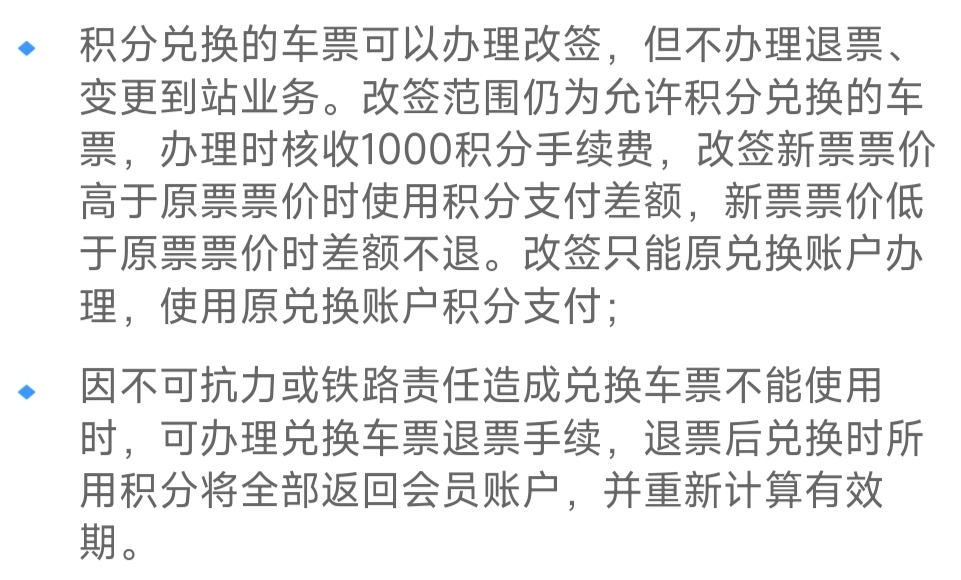 积分兑换的车票可以办理改签，但不办理退票、
变更到站业务。改签范围仍为允许积分兑换的车
票，办理时核收1000积分手续费，改签新票票价
高于原票票价时使用积分支付差额，新票票价低
于原票票价时差额不退。改签只能原兑换账户办
理，使用原兑换账户积分支付；
因不可抗力或铁路责任造成兑换车票不能使用
时，可办理兑换车票退票手续，退票后兑换时所
用积分将全部返回会员账户，并重新计算有效
期。